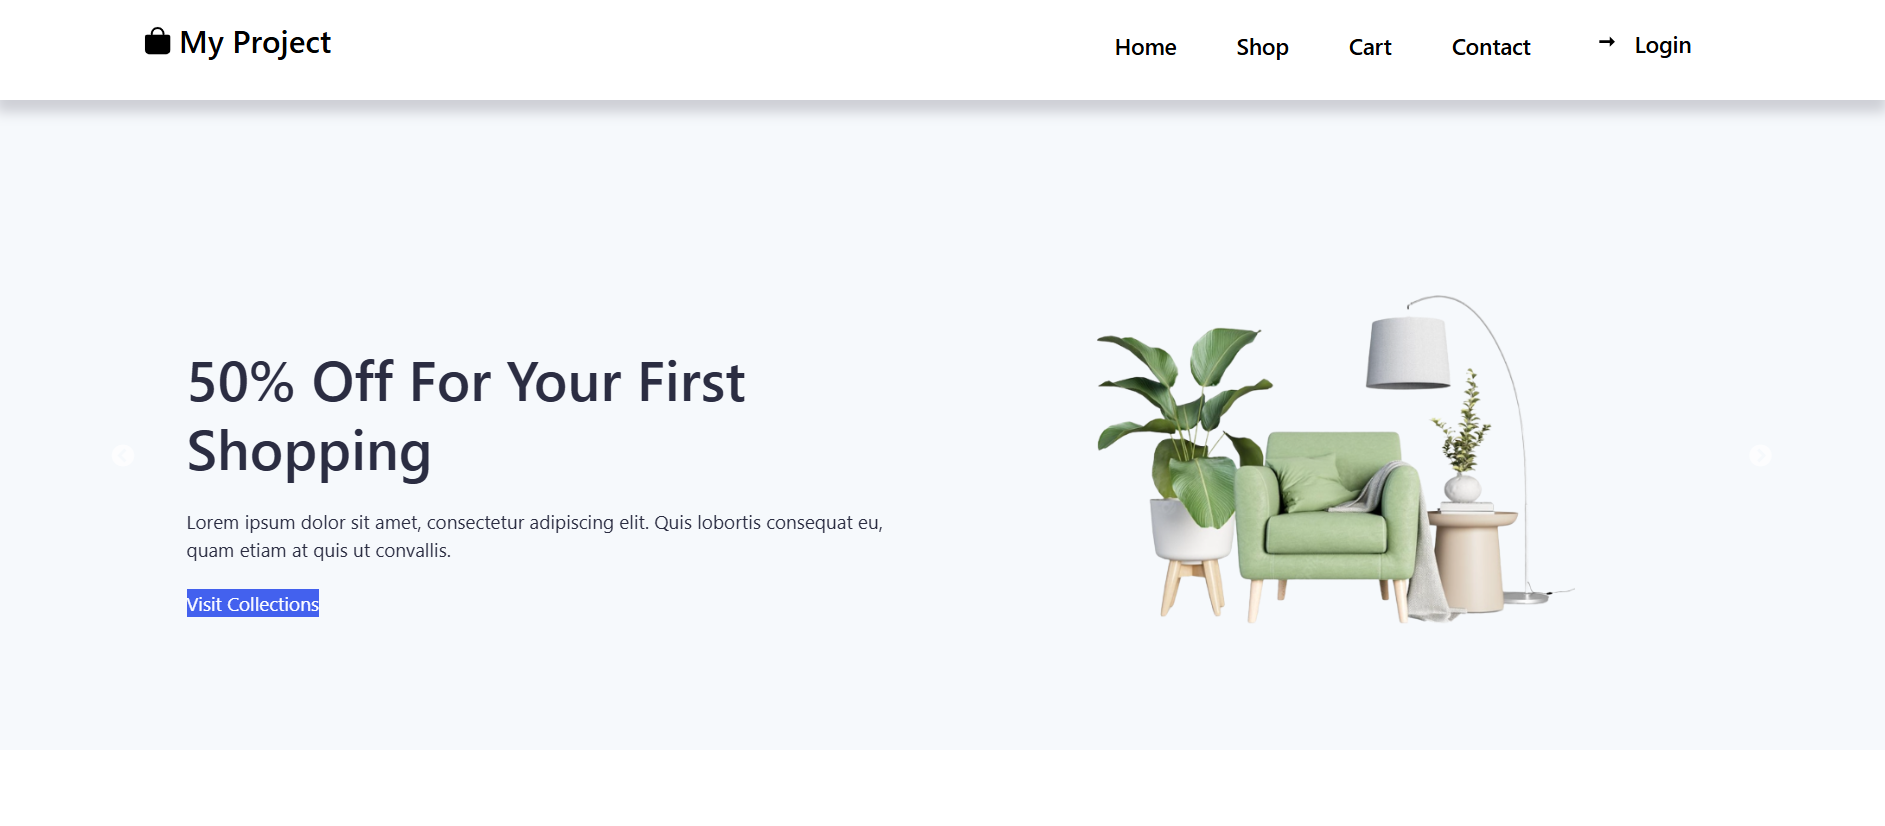 My Project
Home Shop Cart Contact Login
50% Off For Your First
Shopping
Lorem ipsum dolor sit amet, consectetur adipiscing elit. Quis lobortis consequat eu,
quam etiam at quis ut convallis.
Visit Collections